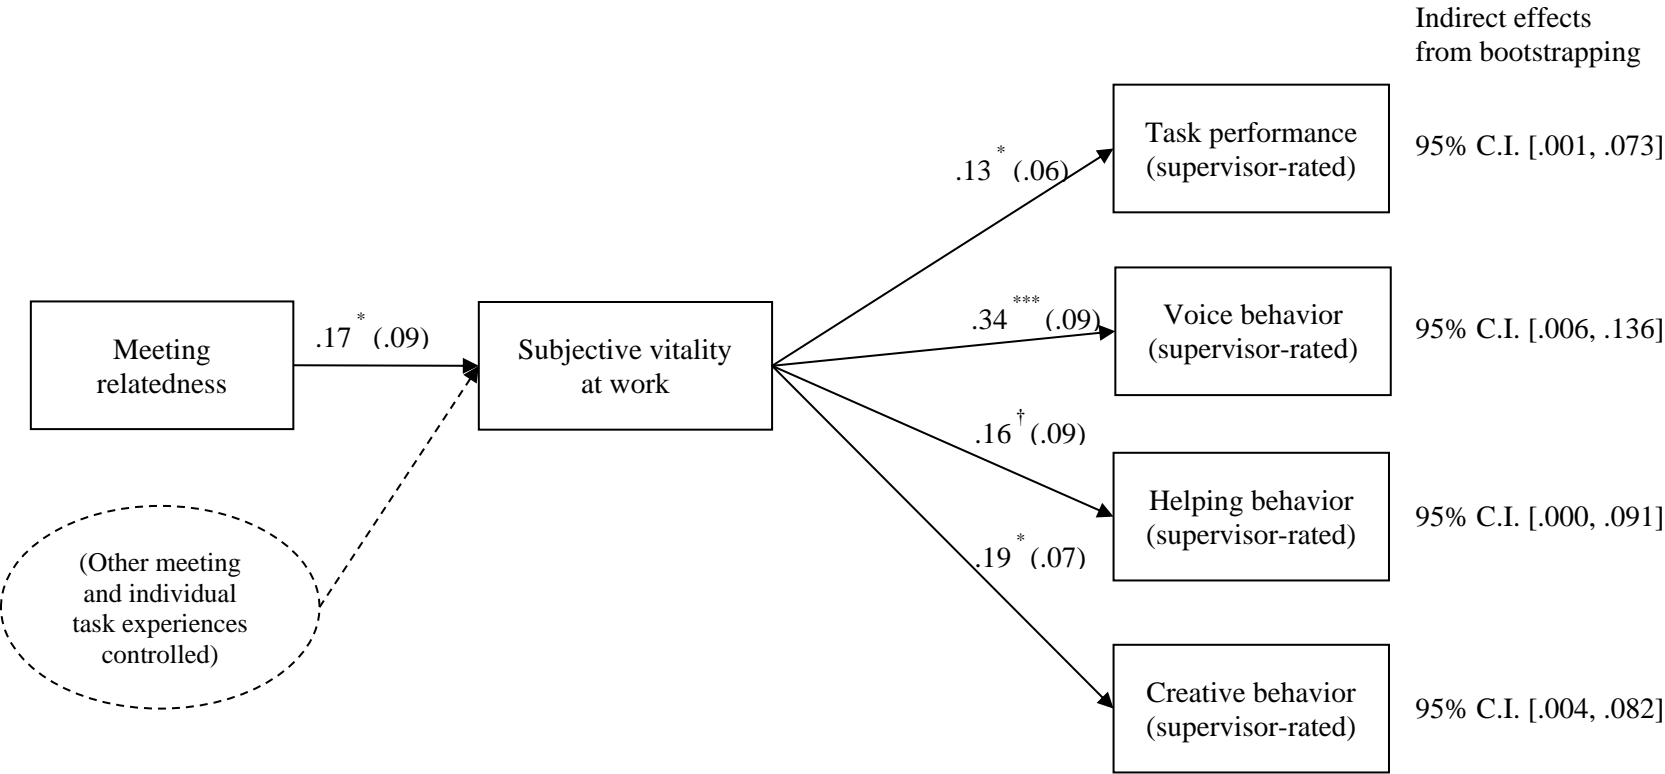 Indirect effects
from bootstrapping
Task performance
(supervisor-rated)
95% C.I. [.001, .073]
.13 * (.06)
Voice behavior
(supervisor-rated)
95% C.I. [.006, .136]
.34 *** (.09)
Meeting
relatedness
.17 * (.09)
Subjective vitality
at work
.16 † (.09)
Helping behavior
(supervisor-rated)
95% C.I. [.000, .091]
.19 * (.07)
(Other meeting
and individual
task experiences
controlled)
Creative behavior
(supervisor-rated)
95% C.I. [.004, .082]